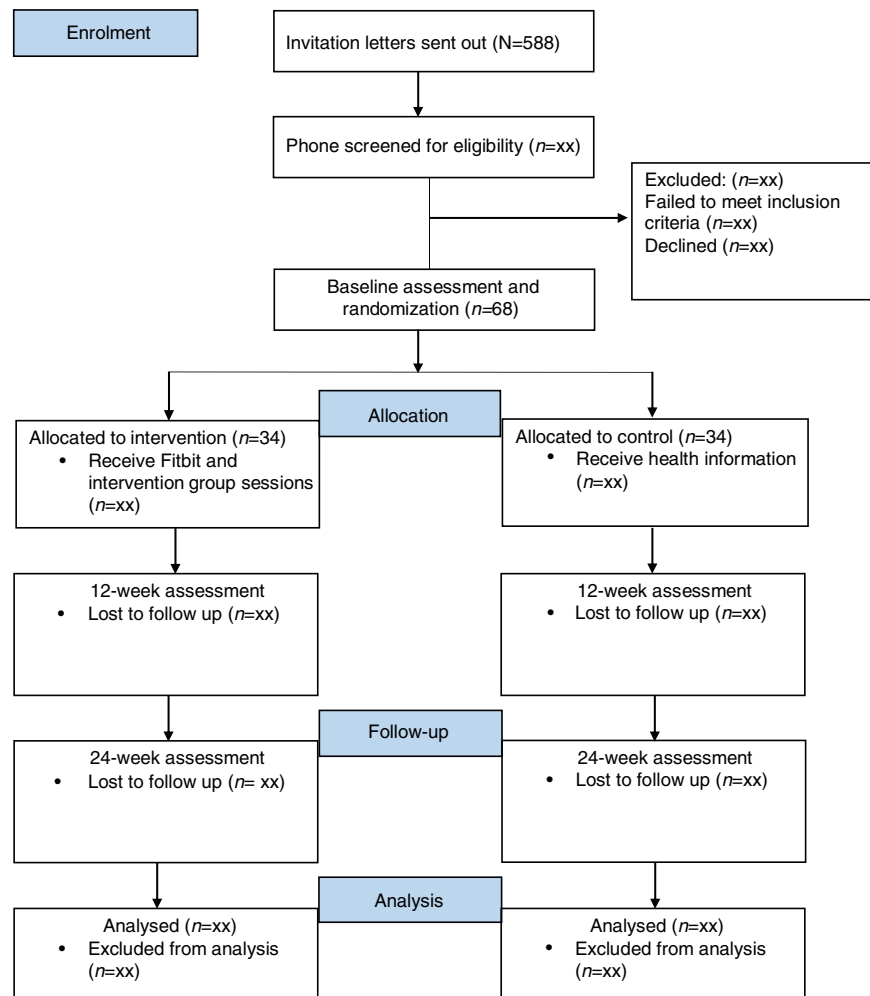 Enrolment
Invitation letters sent out (N=588)
Phone screened for eligibility (n=xx)
Excluded: (n=xx)
Failed to meet inclusion
criteria (n=xx)
Declined (n=xx)
Baseline assessment and
randomization (n=68)
Allocation
Allocated to intervention (n=34)
• Receive Fitbit and
intervention group sessions
(n=xx)
Allocated to control (n=34)
• Receive health information
(n=xx)
12-week assessment
• Lost to follow up (n=xx)
12-week assessment
• Lost to follow up (n=xx)
Follow-up
24-week assessment
• Lost to follow up (n= xx)
24-week assessment
• Lost to follow up (n=xx)
Analysis
Analysed (n=xx)
• Excluded from analysis
(n=xx)
Analysed (n=xx)
• Excluded from analysis
(n=xx)